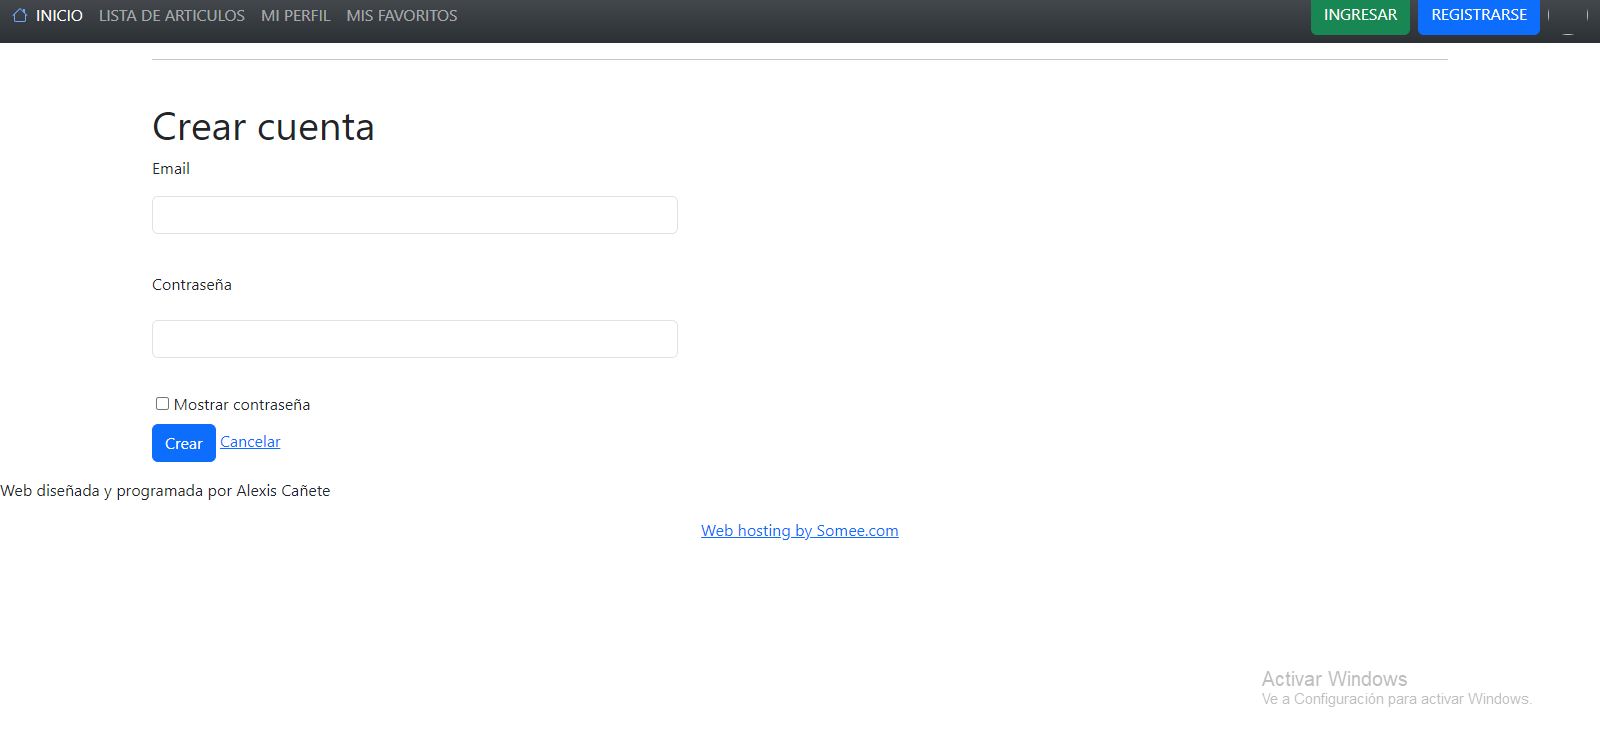 INICIO LISTA DE ARTICULOS MI PERFIL MIS FAVORITOS INGRESAR REGISTRARSE
Crear cuenta
Email
Contraseña
Mostrar contraseña
Crear Cancelar
Web diseñada y programada por Alexis Cañete
Web hosting by Somee.com
Activar Windows
Ve a Configuración para activar Windows.